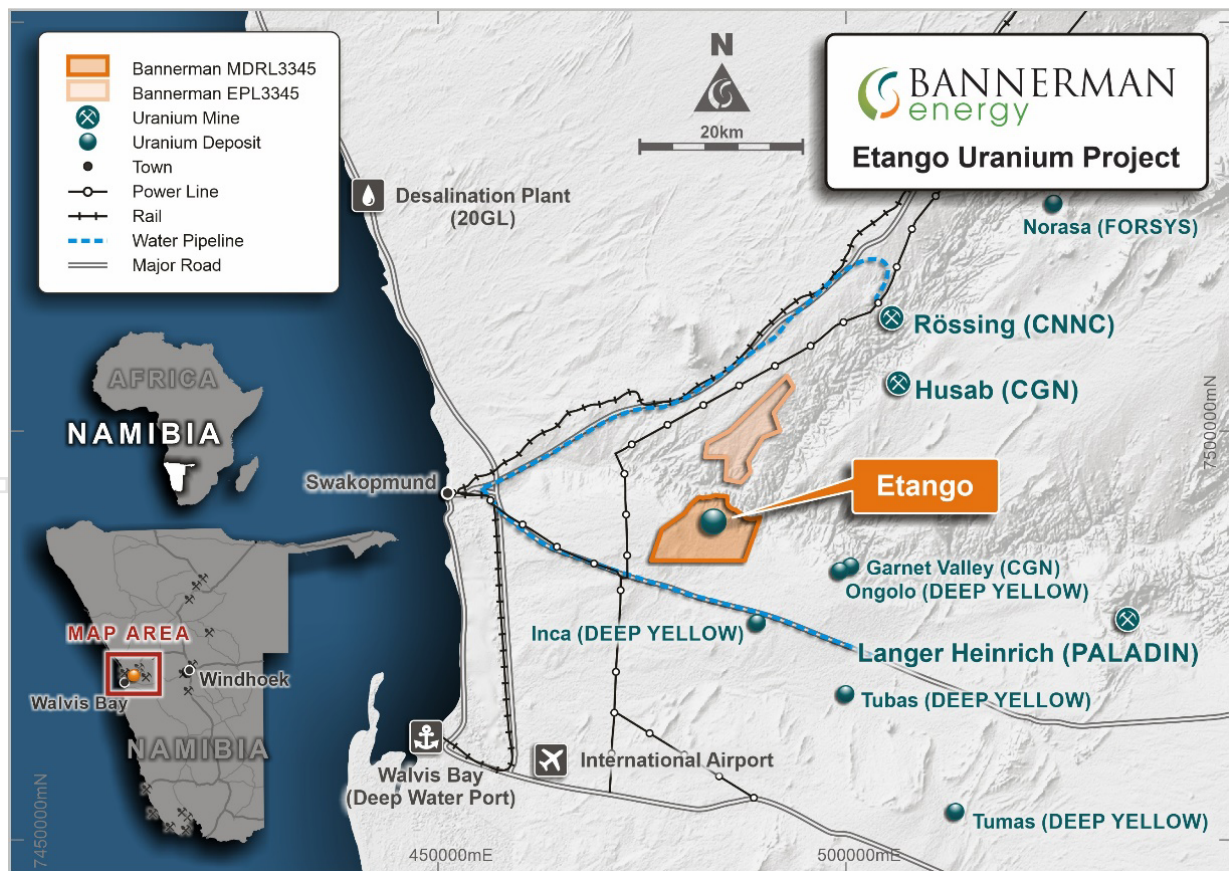 Bannerman MDRL3345
Bannerman EPL3345
Uranium Mine
Uranium Deposit
Town
Power Line
Rail
Water Pipeline
Major Road
N
20km
BANNERMAN
energy
Etango Uranium Project
Desalination Plant
(20GL)
Norasa (FORSYS)
Rössing (CNNC)
Husab (CGN)
7500000mN
AFRICA
NAMIBIA
Swakopmund
Etango
Garnet Valley (CGN)
Ongolo (DEEP YELLOW)
Inca (DEEP YELLOW)
Langer Heinrich (PALADIN)
Tubas (DEEP YELLOW)
MAP AREA
Windhoek
Walvis Bay
NAMIBIA
Walvis Bay
(Deep Water Port)
International Airport
Tumas (DEEP YELLOW)
7450000mN
450000mE
500000mE